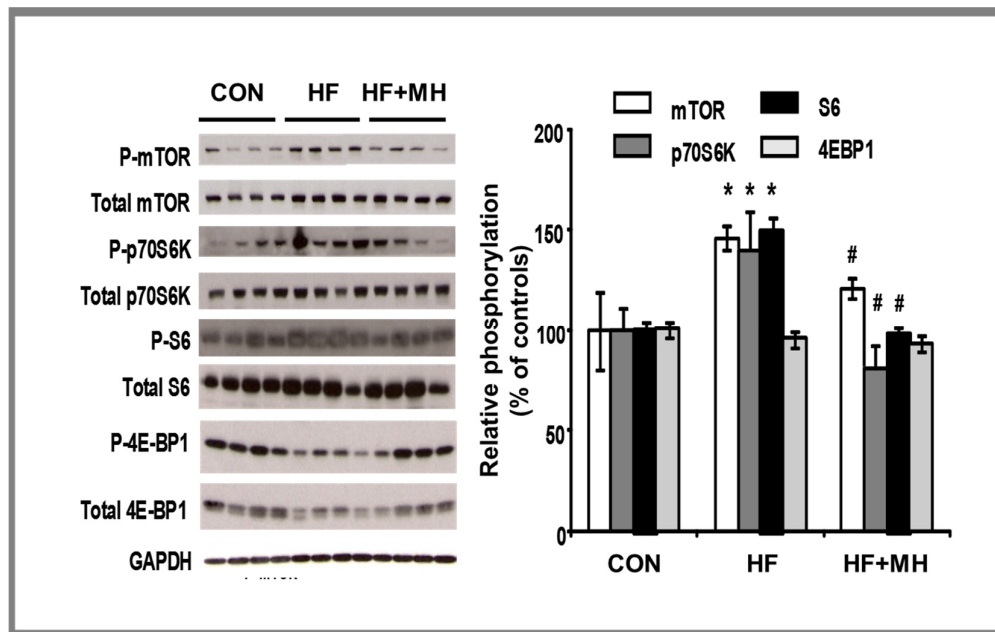 CON HF HF+MH
P-mTOR
Total mTOR
P-p70S6K
Total p70S6K
P-S6
Total S6
P-4E-BP1
Total 4E-BP1
GAPDH
mTOR S6
p70S6K 4EBP1
Relative phosphorylation
(% of controls)
200
150
100
50
0
* * *
#
# #
CON HF HF+MH